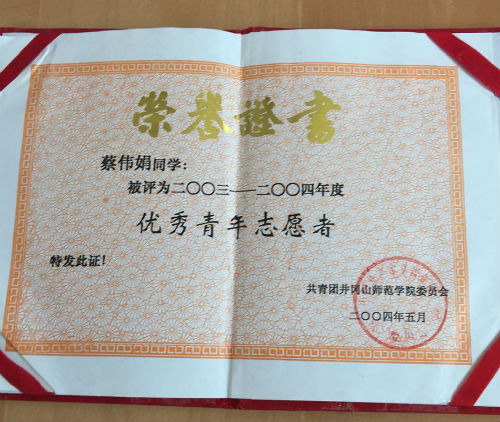 榮譽證書
蔡伟娟同学：
被评为二〇〇三——二〇〇四年度
优秀青年志愿者
特发此证！
共青团井冈山师范学院委员会
二〇〇四年五月